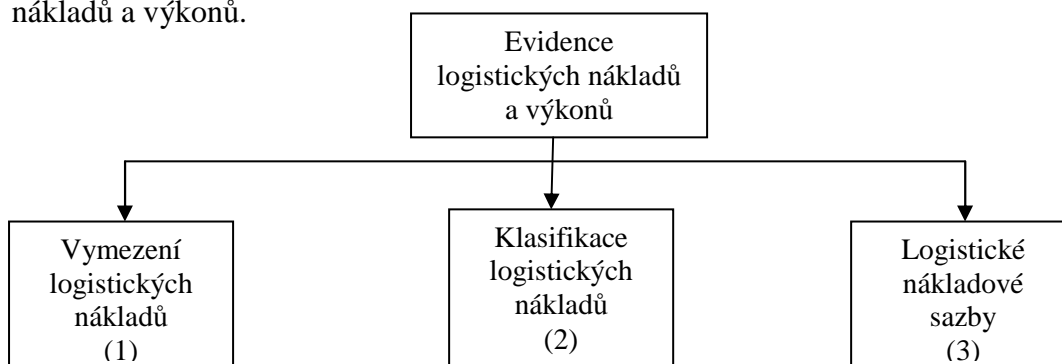 nákladů a výkonů.
Evidence
logistických nákladů
a výkonů
Vymezení
logistických
nákladů
(1)
Klasifikace
logistických
nákladů
(2)
Logistické
nákladové
sazby
(3)